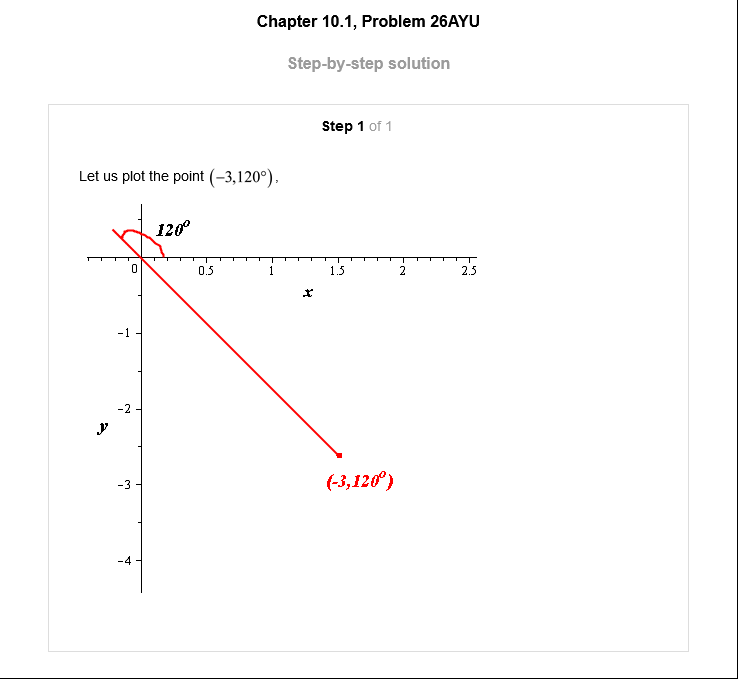 Chapter 10.1, Problem 26AYU
Step-by-step solution
Step 1 of 1
Let us plot the point (−3,120°),
120°
0 0.5 1 1.5 2 2.5
x
−1
−2
y
(-3,120°)
−3
−4